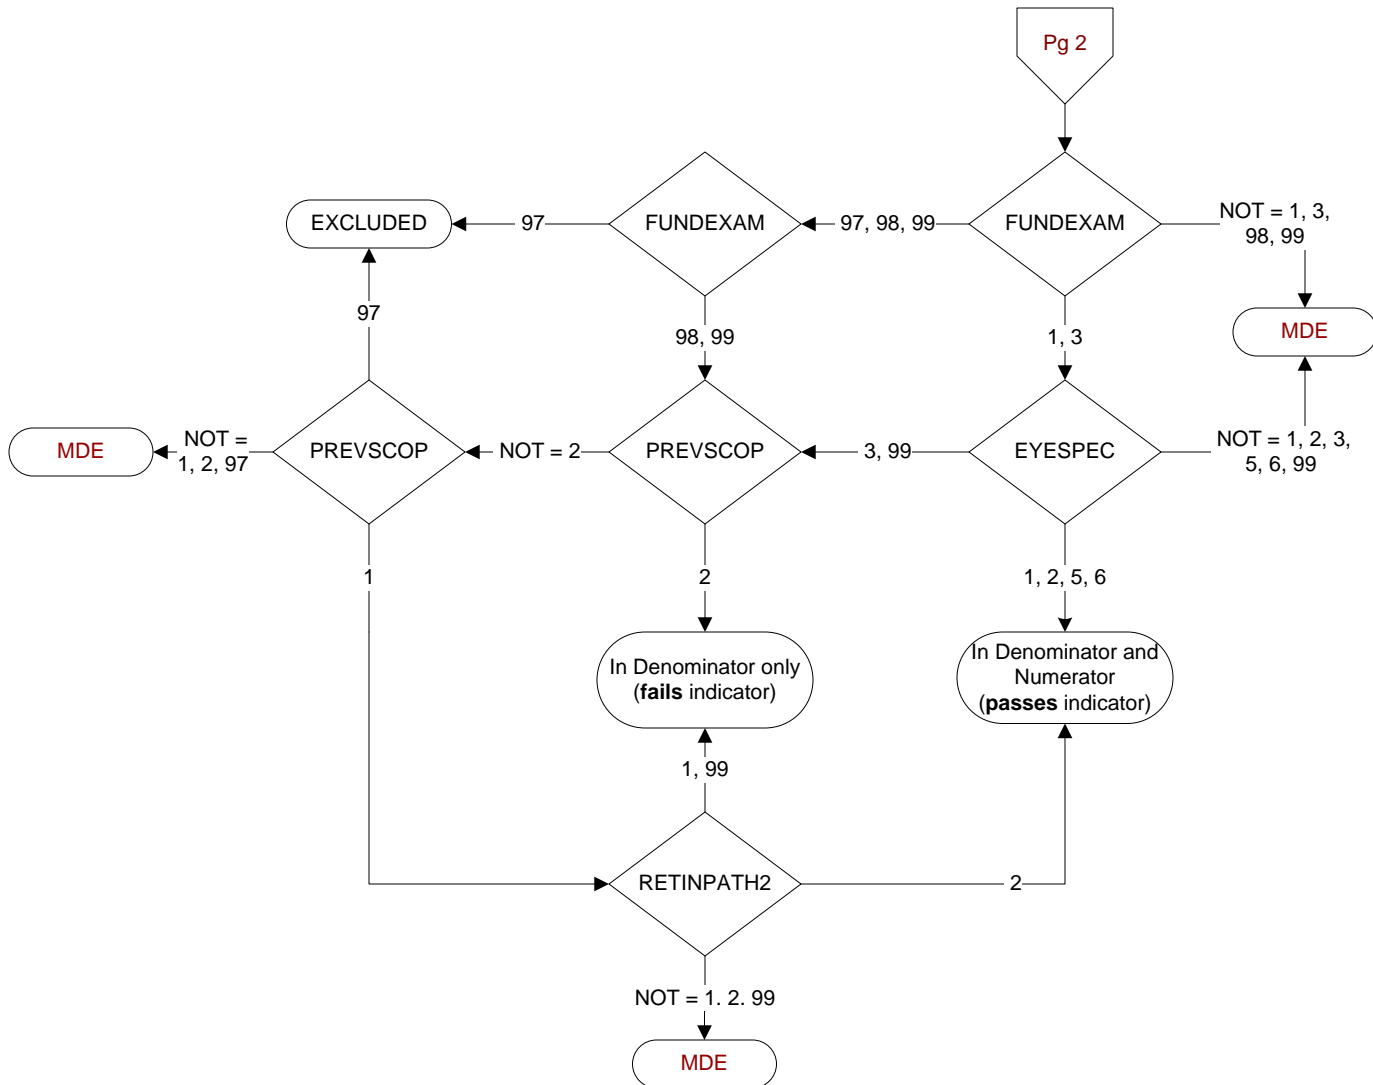 Pg 2
EXCLUDED
97
FUNDEXAM
97, 98, 99
FUNDEXAM
NOT = 1, 3,
98, 99
97
98, 99
1, 3
MDE
MDE
NOT =
1, 2, 97
PREVSCOP
NOT = 2
PREVSCOP
3, 99
EYESPEC
NOT = 1, 2, 3,
5, 6, 99
1
2
1, 2, 5, 6
In Denominator only
(fails indicator)
In Denominator and
Numerator
(passes indicator)
1, 99
RETINPATH2
2
NOT = 1. 2. 99
MDE